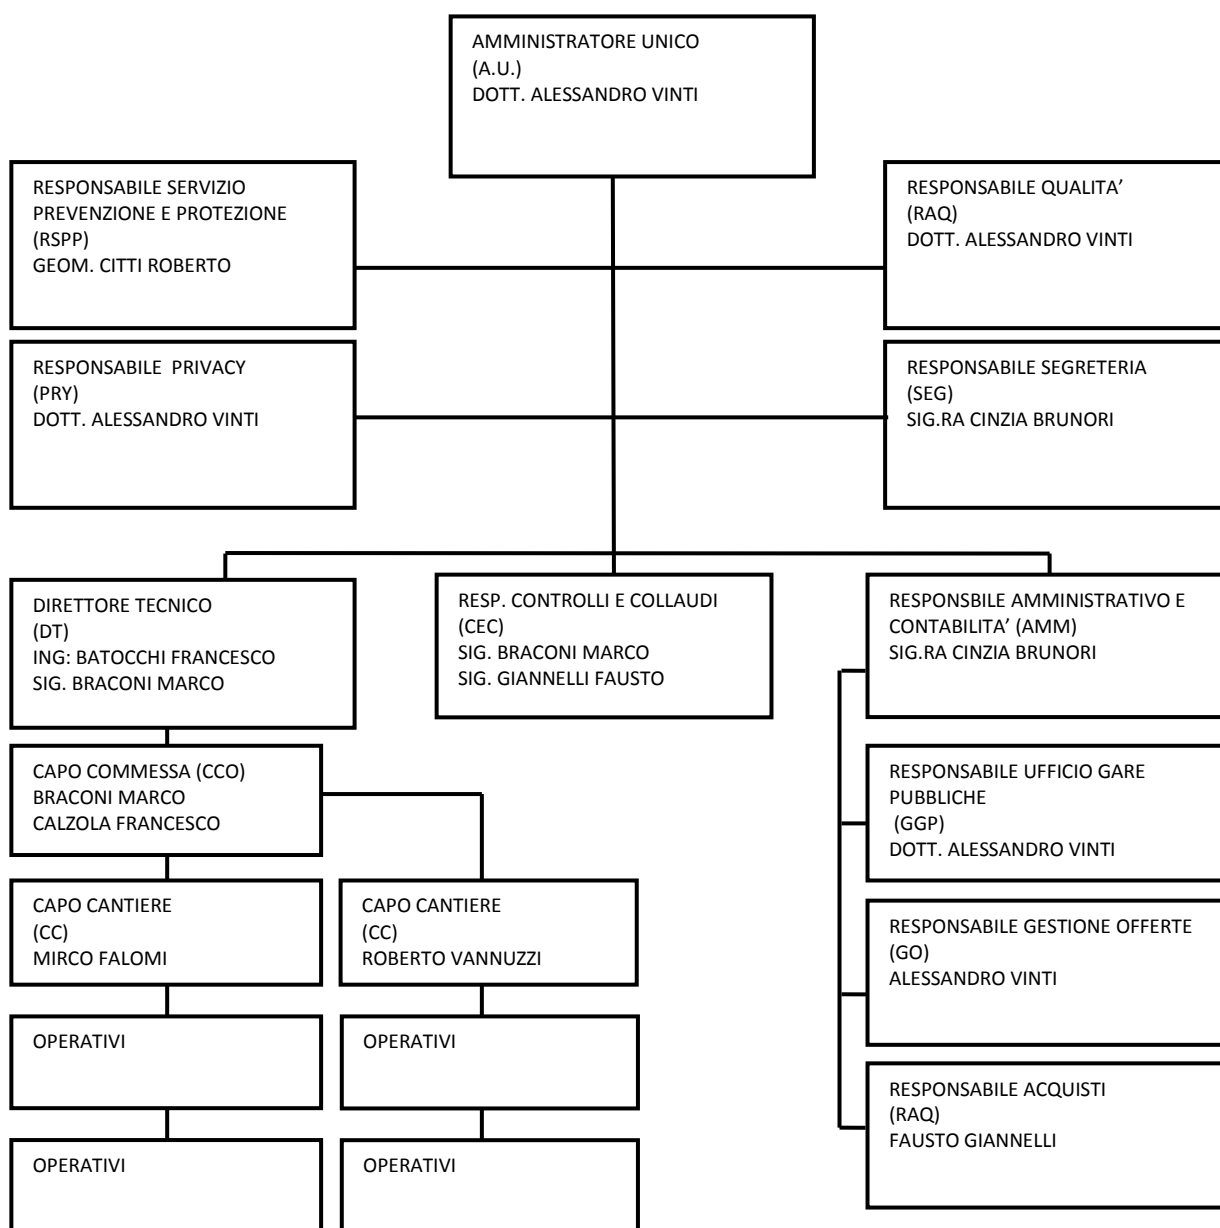 AMMINISTRATORE UNICO
(A.U.)
DOTT. ALESSANDRO VINTI
RESPONSABILE SERVIZIO
PREVENZIONE E PROTEZIONE
(RSPP)
GEOM. CITTI ROBERTO
RESPONSABILE QUALITA’
(RAQ)
DOTT. ALESSANDRO VINTI
RESPONSABILE PRIVACY
(PRY)
DOTT. ALESSANDRO VINTI
RESPONSABILE SEGRETERIA
(SEG)
SIG.RA CINZIA BRUNORI
DIRETTORE TECNICO
(DT)
ING: BATOCCHI FRANCESCO
SIG. BRACONI MARCO
RESP. CONTROLLI E COLLAUDI
(CEC)
SIG. BRACONI MARCO
SIG. GIANNELLI FAUSTO
RESPONSBILE AMMINISTRATIVO E
CONTABILITA’ (AMM)
SIG.RA CINZIA BRUNORI
CAPO COMMESSA (CCO)
BRACONI MARCO
CALZOLA FRANCESCO
RESPONSABILE UFFICIO GARE
PUBBLICHE
(GGP)
DOTT. ALESSANDRO VINTI
CAPO CANTIERE
(CC)
MIRCO FALOMI
CAPO CANTIERE
(CC)
ROBERTO VANNUZZI
RESPONSABILE GESTIONE OFFERTE
(GO)
ALESSANDRO VINTI
OPERATIVI
OPERATIVI
RESPONSABILE ACQUISTI
(RAQ)
FAUSTO GIANNELLI
OPERATIVI
OPERATIVI